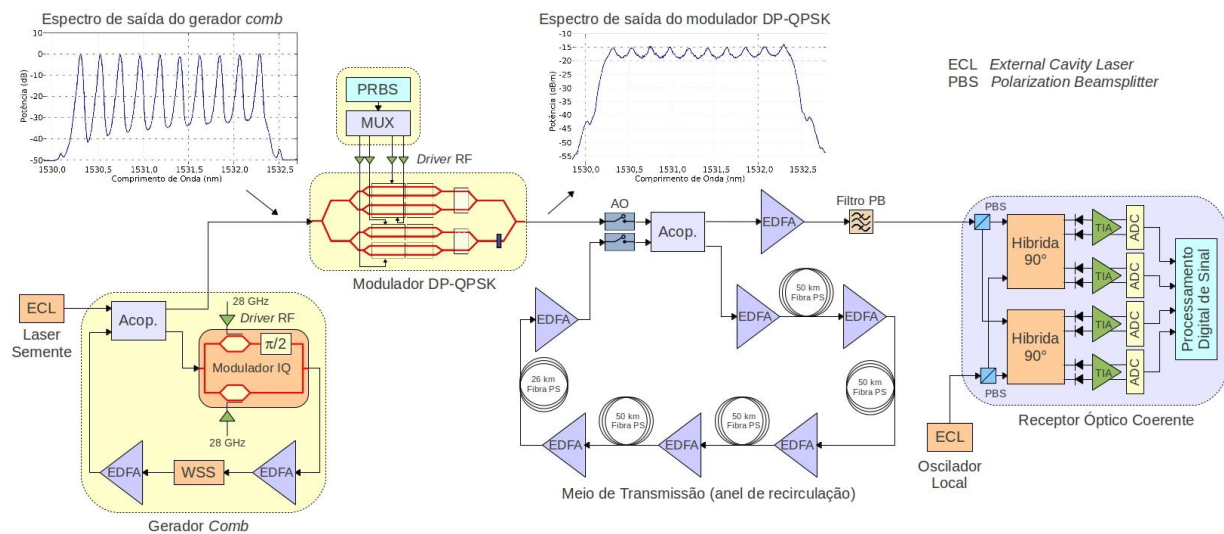 Espectro de saída do gerador comb
Potência (dB)
10
0
-10
-20
-30
-40
-50
1530,0
1530,5
1531,0
1531,5
1532,0
1532,5
Comprimento de Onda (nm)
Espectro de saída do modulador DP-QPSK
Potência (dBm)
-10
-15
-20
-25
-30
-35
-40
-45
-50
-55
1530,0
1530,5
1531,0
1531,5
1532,0
1532,5
Comprimento de Onda (nm)
ECL External Cavity Laser
PBS Polarization Beamsplitter
PRBS
MUX
Driver RF
Modulador DP-QPSK
ECL
Laser
Semente
Acop.
28 GHz
Driver RF
π/2
Modulador IQ
28 GHz
EDFA
WSS
EDFA
Gerador Comb
AO
Acop.
EDFA
Filtro PB
EDFA
EDFA
50 km
Fibra PS
EDFA
50 km
Fibra PS
EDFA
50 km
Fibra PS
EDFA
50 km
Fibra PS
EDFA
26 km
Fibra PS
Meio de Transmissão (anel de recirculação)
PBS
Hibrida
90°
TIA
ADC
TIA
ADC
Hibrida
90°
TIA
ADC
TIA
ADC
PBS
Processamento
Digital de Sinal
Receptor Óptico Coerente
ECL
Oscilador
Local